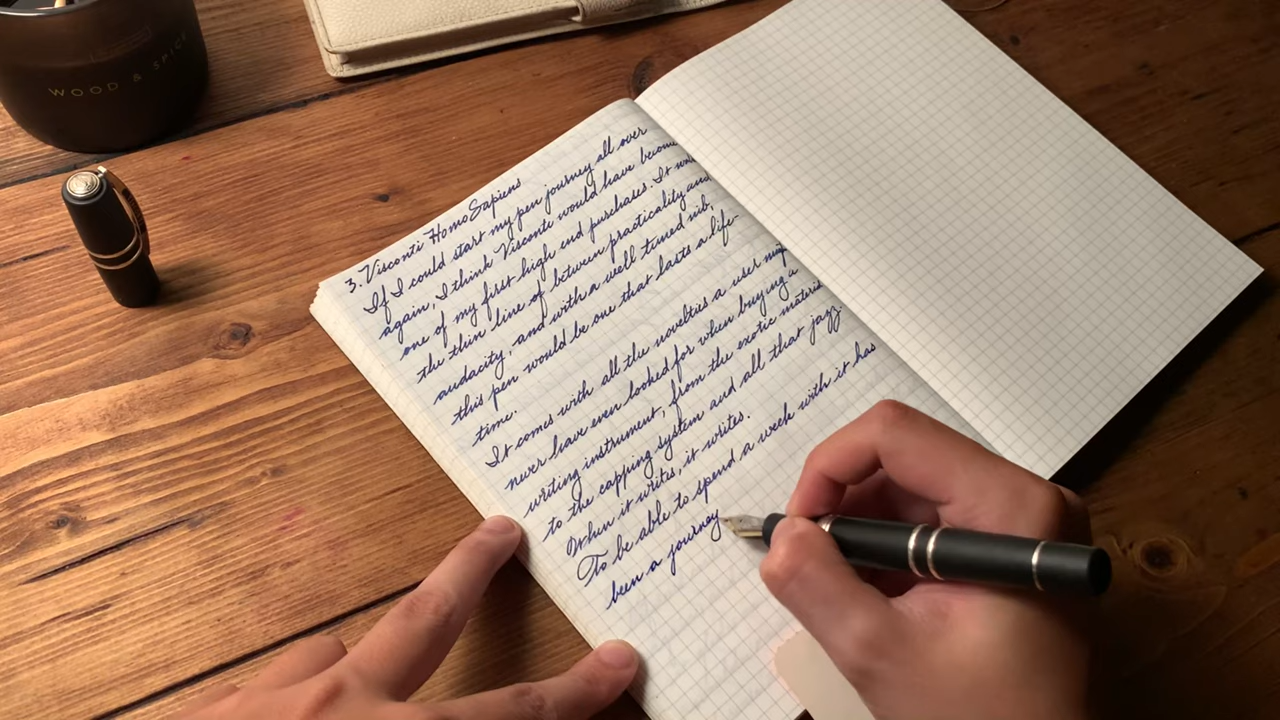 WOOD & SPICE
3. Visconti Homo Sapiens
If I could start my pen journey all over
again, I think Visconti would have become
one of my first high end purchases. It
the thin line of between practicality and
audacity, and with a well tuned nib,
this pen would be one that lasts a life-
time.
It comes with all the novelties a user
never have even looked for when buying a
writing instrument, from the exotic material
to the capping system and all that jazz
When it writes, it writes.
To be able to spend a week with it has
been a journey